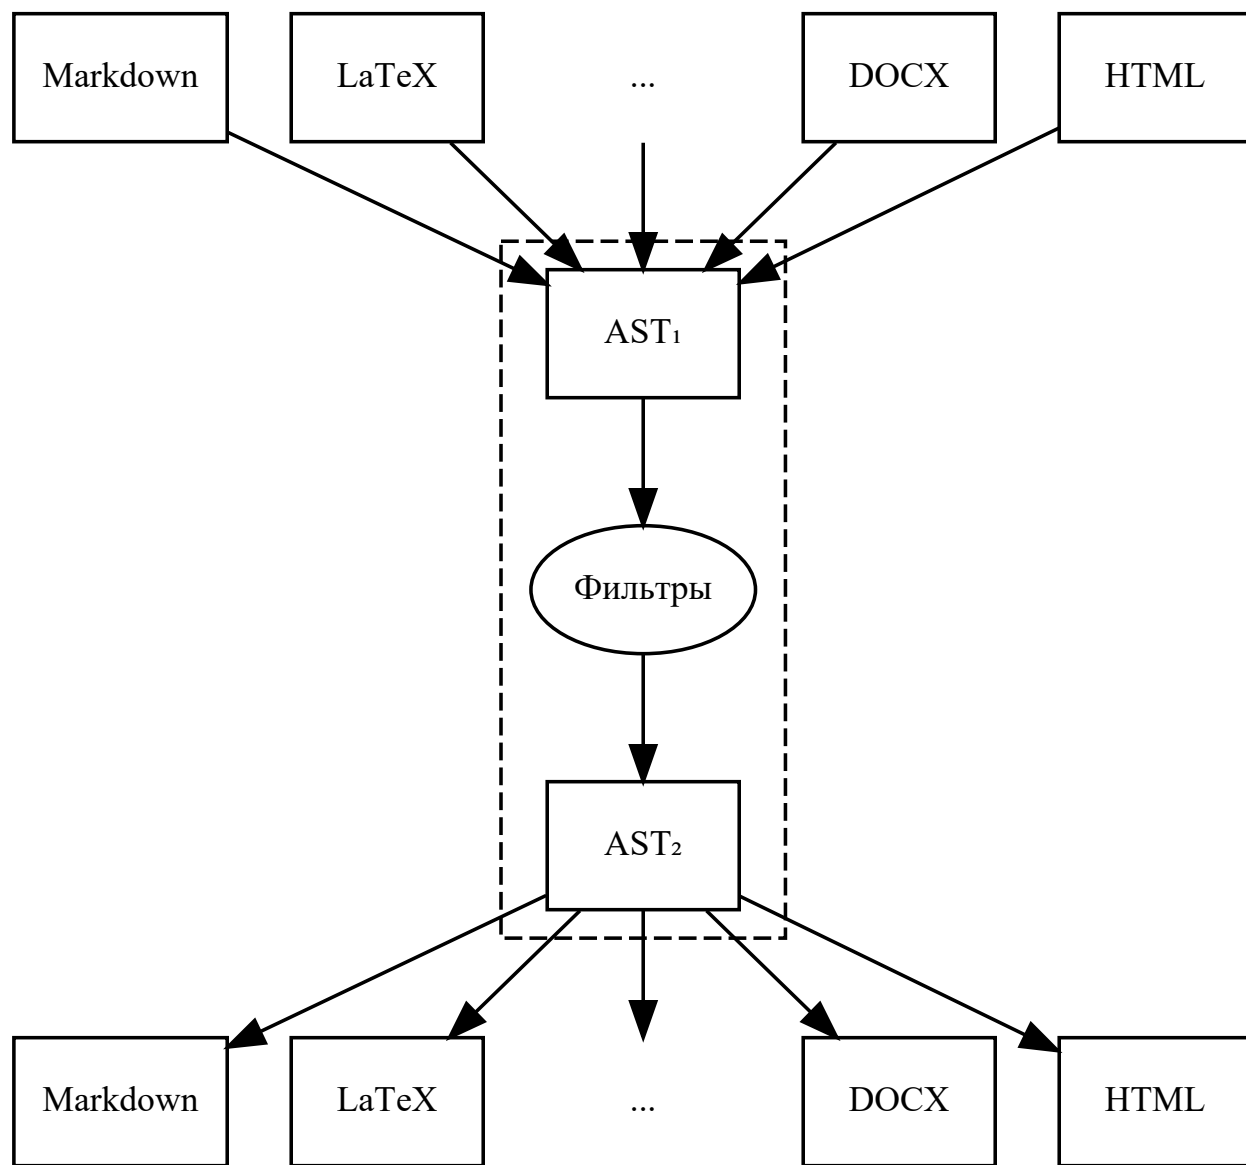 Markdown LaTeX ... DOCX HTML
AST₁
Фильтры
AST₂
Markdown LaTeX ... DOCX HTML